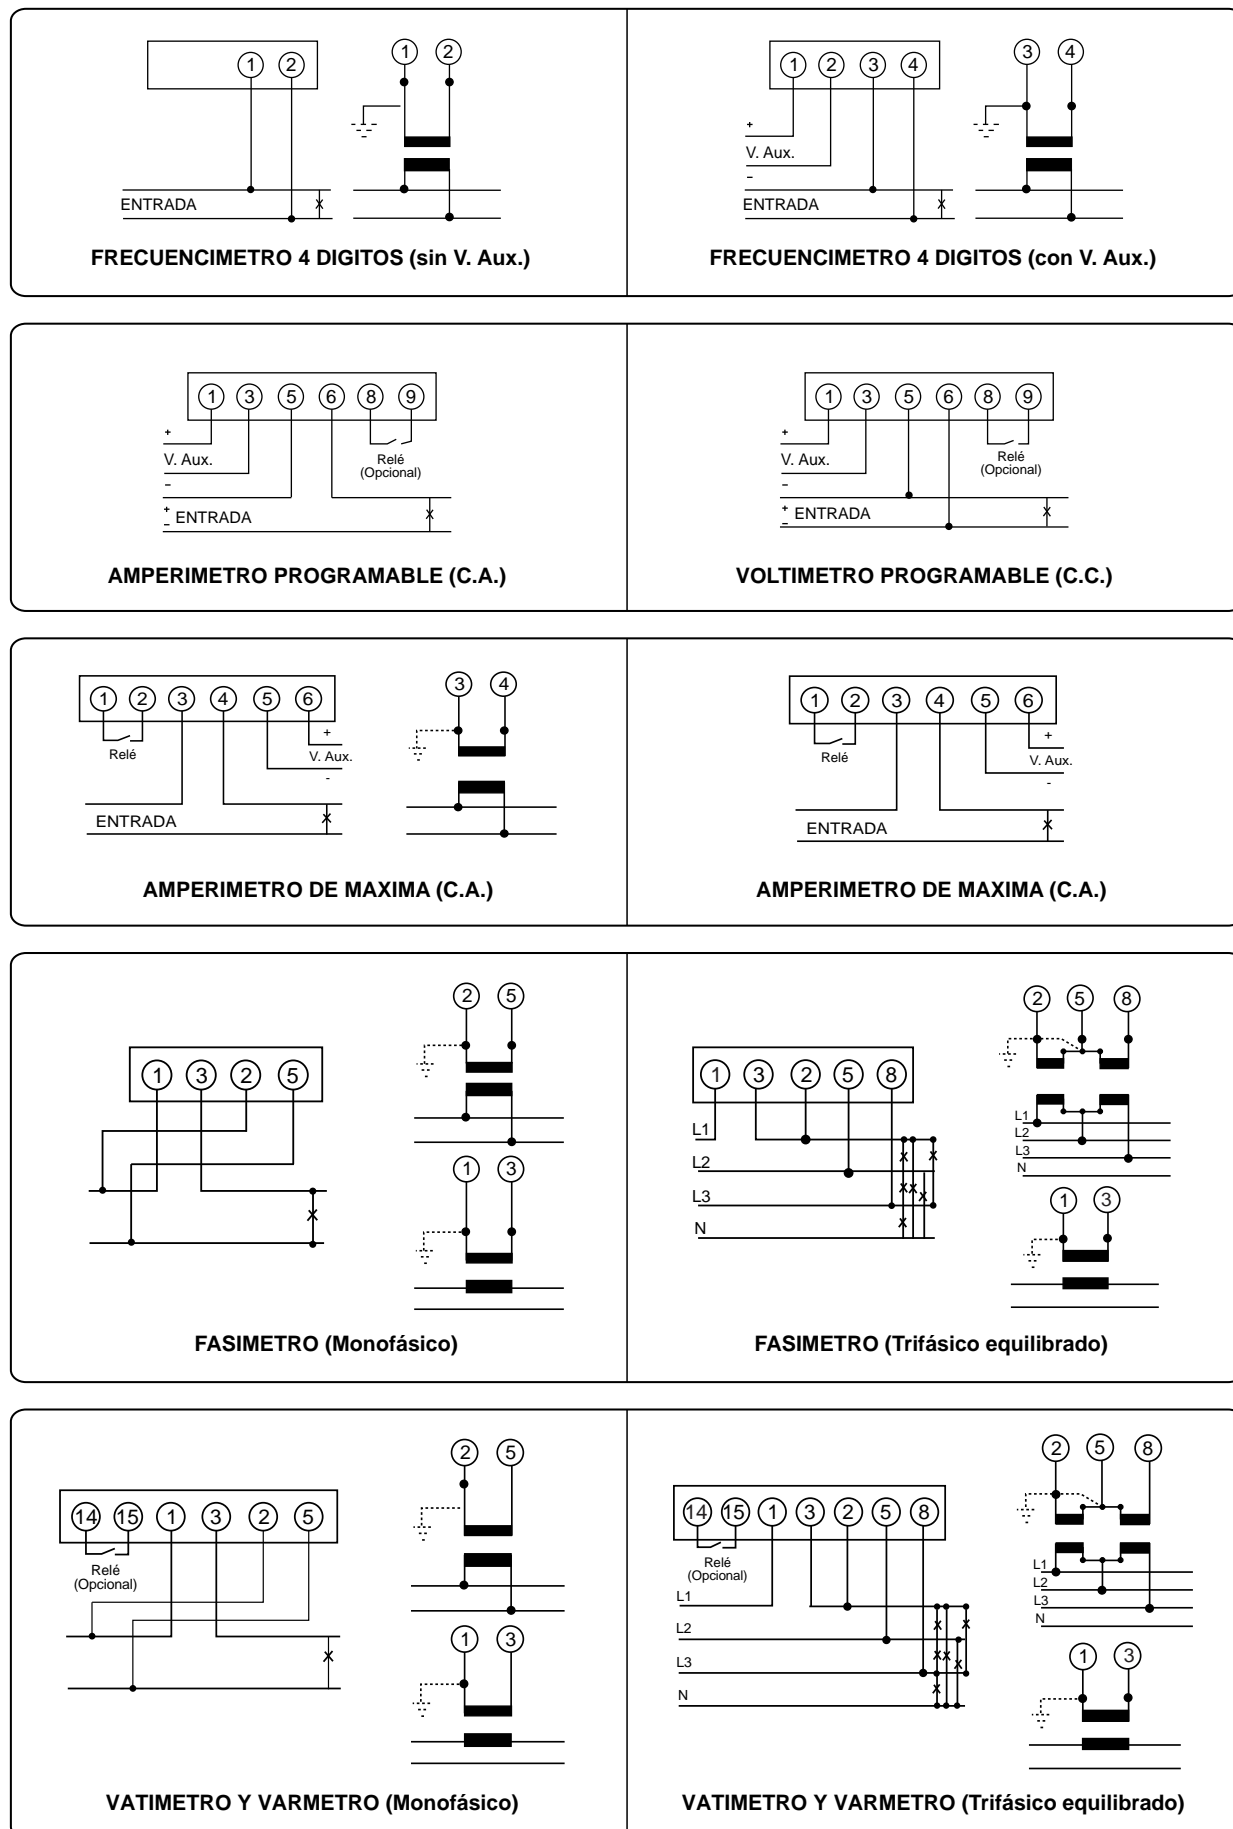 1 2
1 2
ENTRADA
FRECUENCIMETRO 4 DIGITOS (sin V. Aux.)
1 2 3 4
3 4
+
V. Aux.
−
ENTRADA
FRECUENCIMETRO 4 DIGITOS (con V. Aux.)
1 3 5 6 8 9
+
V. Aux.
−
Relé
(Opcional)
+
− ENTRADA
AMPERIMETRO PROGRAMABLE (C.A.)
1 3 5 6 8 9
+
V. Aux.
−
Relé
(Opcional)
+
− ENTRADA
VOLTIMETRO PROGRAMABLE (C.C.)
1 2 3 4 5 6
3 4
Relé
+
V. Aux.
-
ENTRADA
AMPERIMETRO DE MAXIMA (C.A.)
1 2 3 4 5 6
Relé
+
V. Aux.
-
ENTRADA
AMPERIMETRO DE MAXIMA (C.A.)
1 3 2 5
2 5
1 3
FASIMETRO (Monofásico)
1 3 2 5 8
L1
L2
L3
N
2 5 8
L1
L2
L3
N
1 3
FASIMETRO (Trifásico equilibrado)
14 15 1 3 2 5
Relé
(Opcional)
2 5
1 3
VATIMETRO Y VARMETRO (Monofásico)
14 15 1 3 2 5 8
Relé
(Opcional)
L1
L2
L3
N
2 5 8
L1
L2
L3
N
1 3
VATIMETRO Y VARMETRO (Trifásico equilibrado)